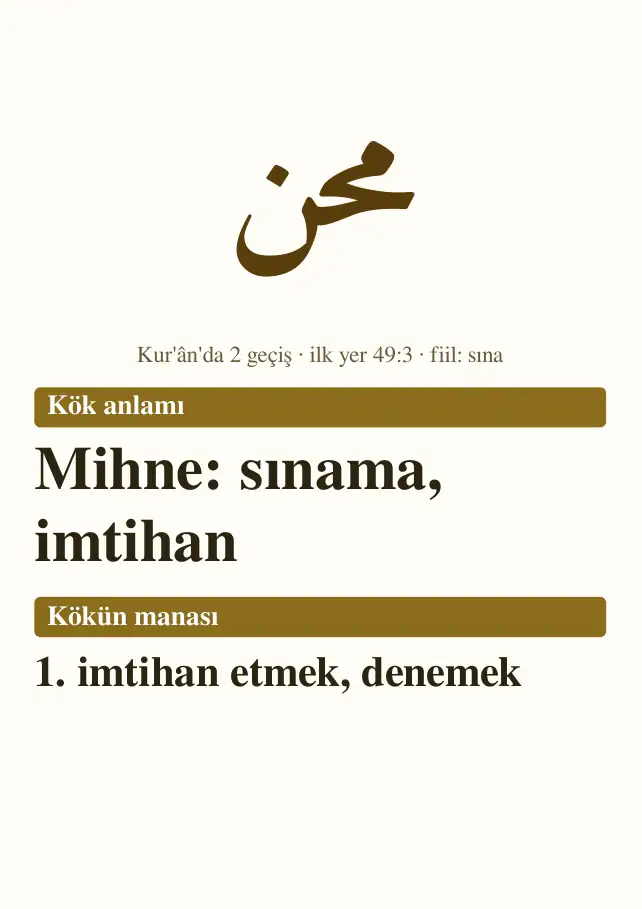 محن
Kur'ân'da 2 geçiş · ilk yer 49:3 · fiil: sına
Kök anlamı
Mihne: sınama,
imtihan
Kökün manası
1. imtihan etmek, denemek